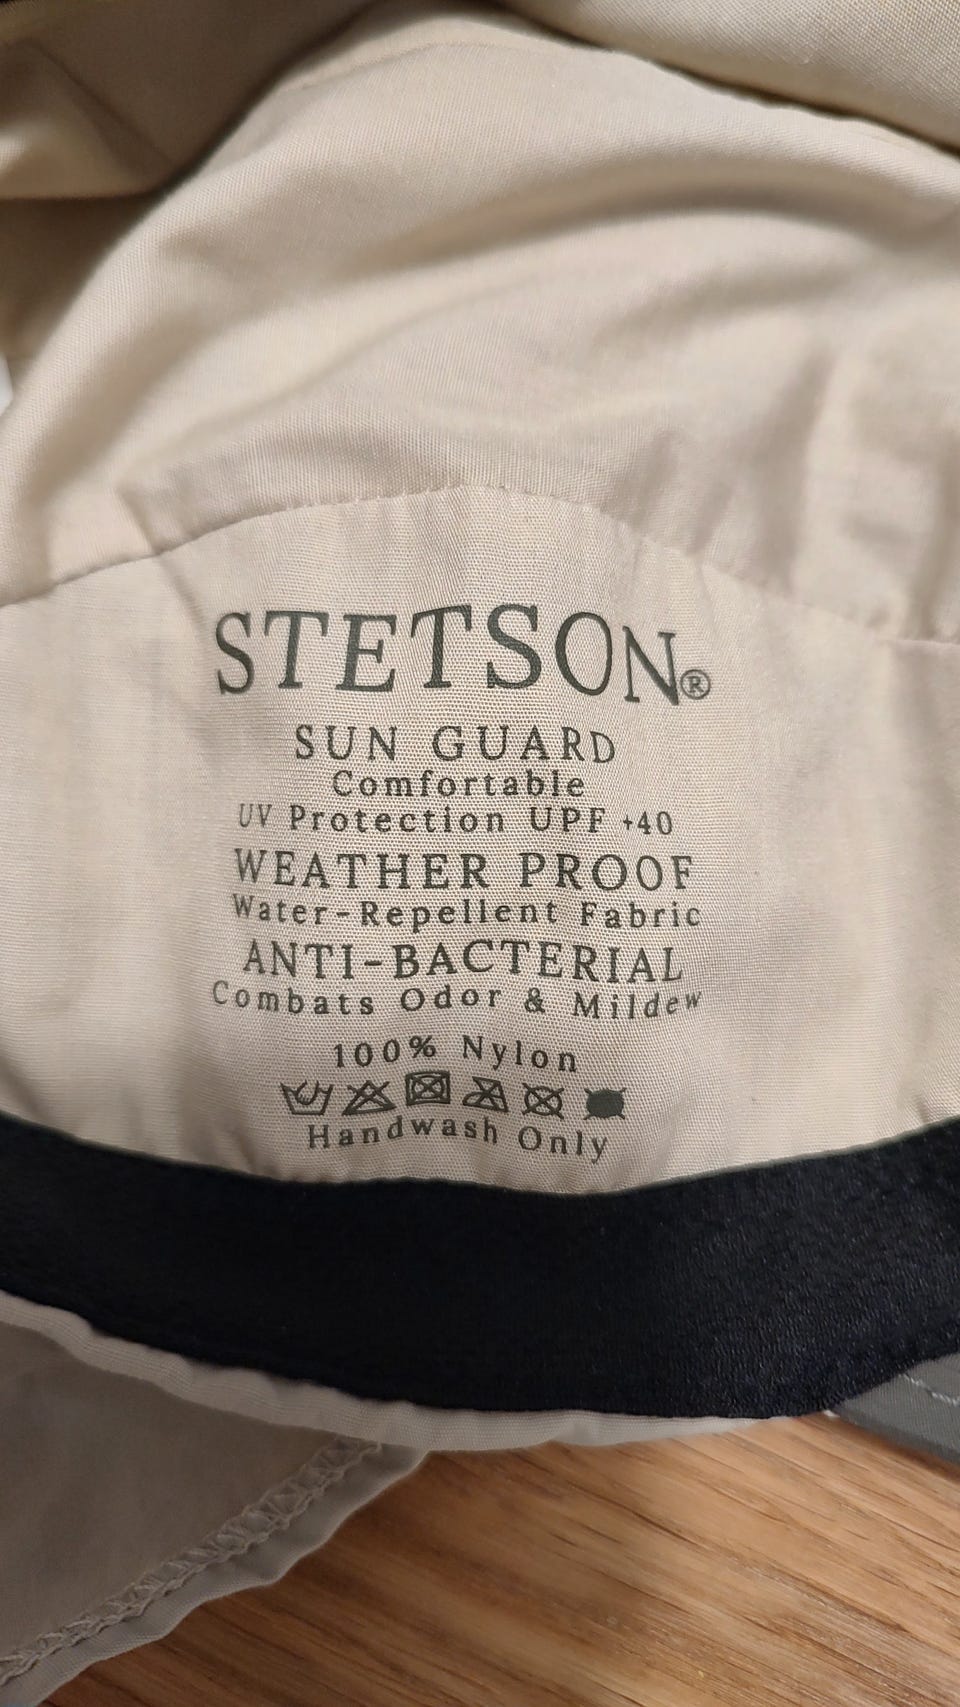 STETSON®
SUN GUARD
Comfortable
UV Protection UPF +40
WEATHER PROOF
Water-Repellent Fabric
ANTI-BACTERIAL
Combats Odor & Mildew
100% Nylon
Handwash Only